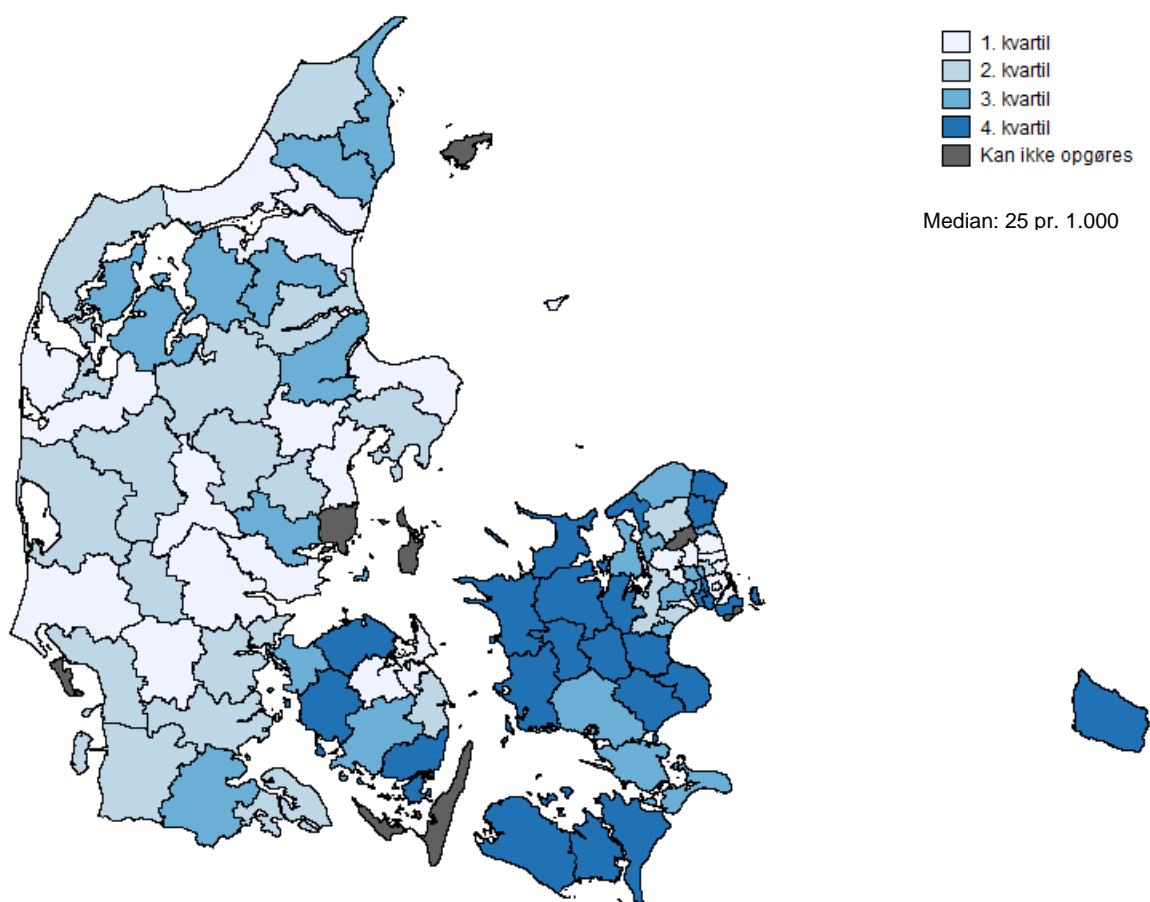 1. kvartil
2. kvartil
3. kvartil
4. kvartil
Kan ikke opgøres
Median: 25 pr. 1.000